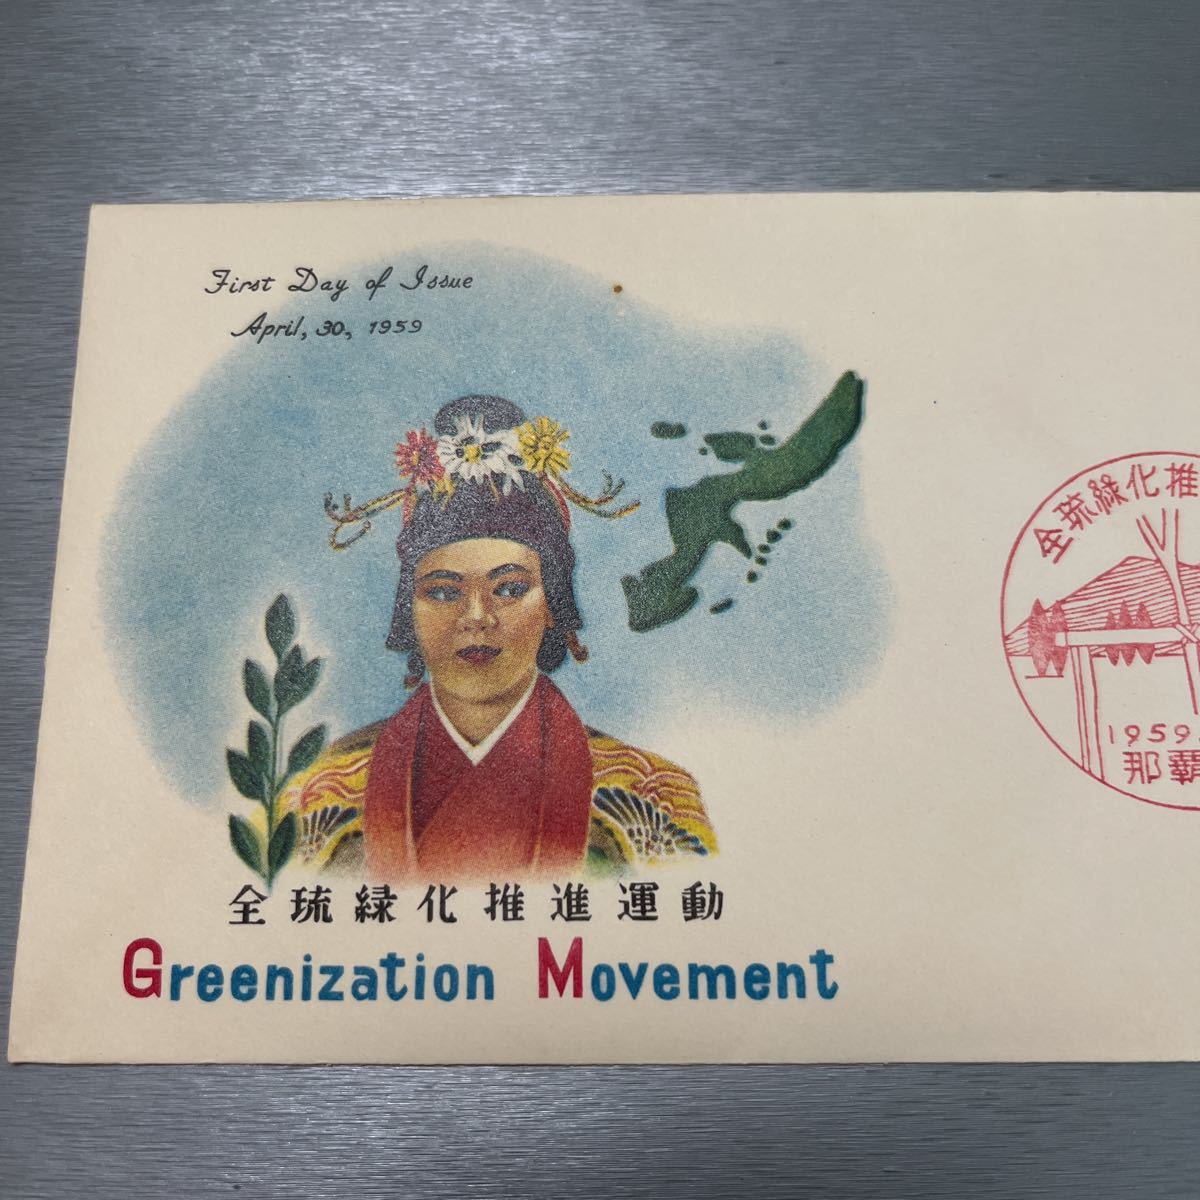 First Day of Issue
April, 30, 1959
全琉緑化推進運動
Greenization Movement
全琉緑化推
1959.
那覇